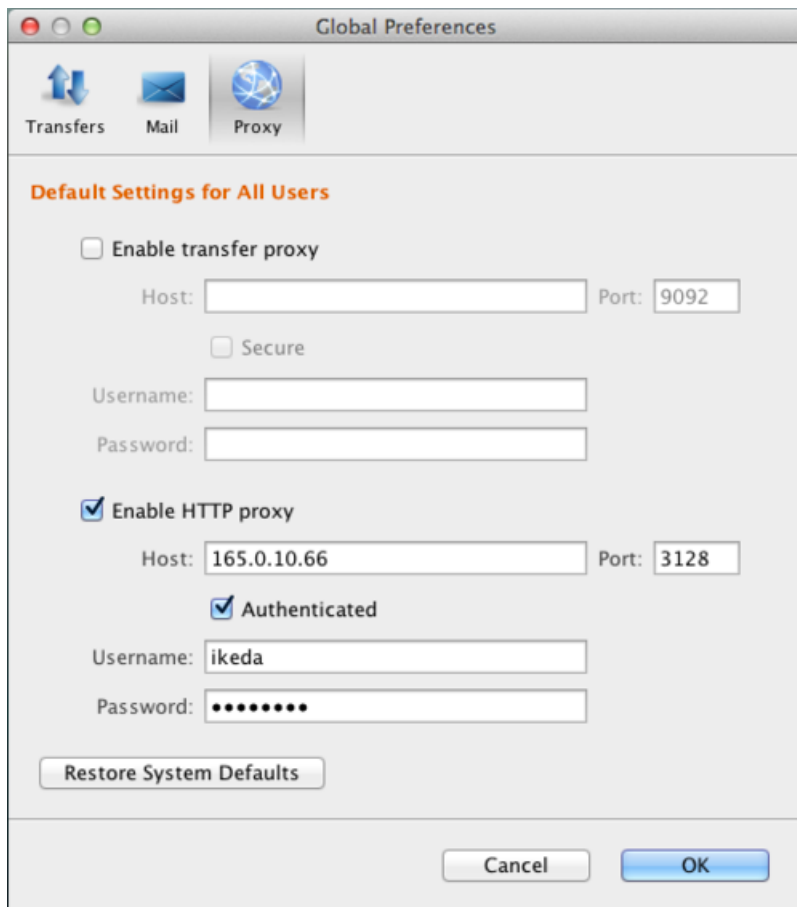 Global Preferences
Transfers Mail Proxy
Default Settings for All Users
Enable transfer proxy
Host: Port: 9092
Secure
Username:
Password:
Enable HTTP proxy
Host: 165.0.10.66 Port: 3128
Authenticated
Username: ikeda
Password: ••••••••
Restore System Defaults
Cancel OK